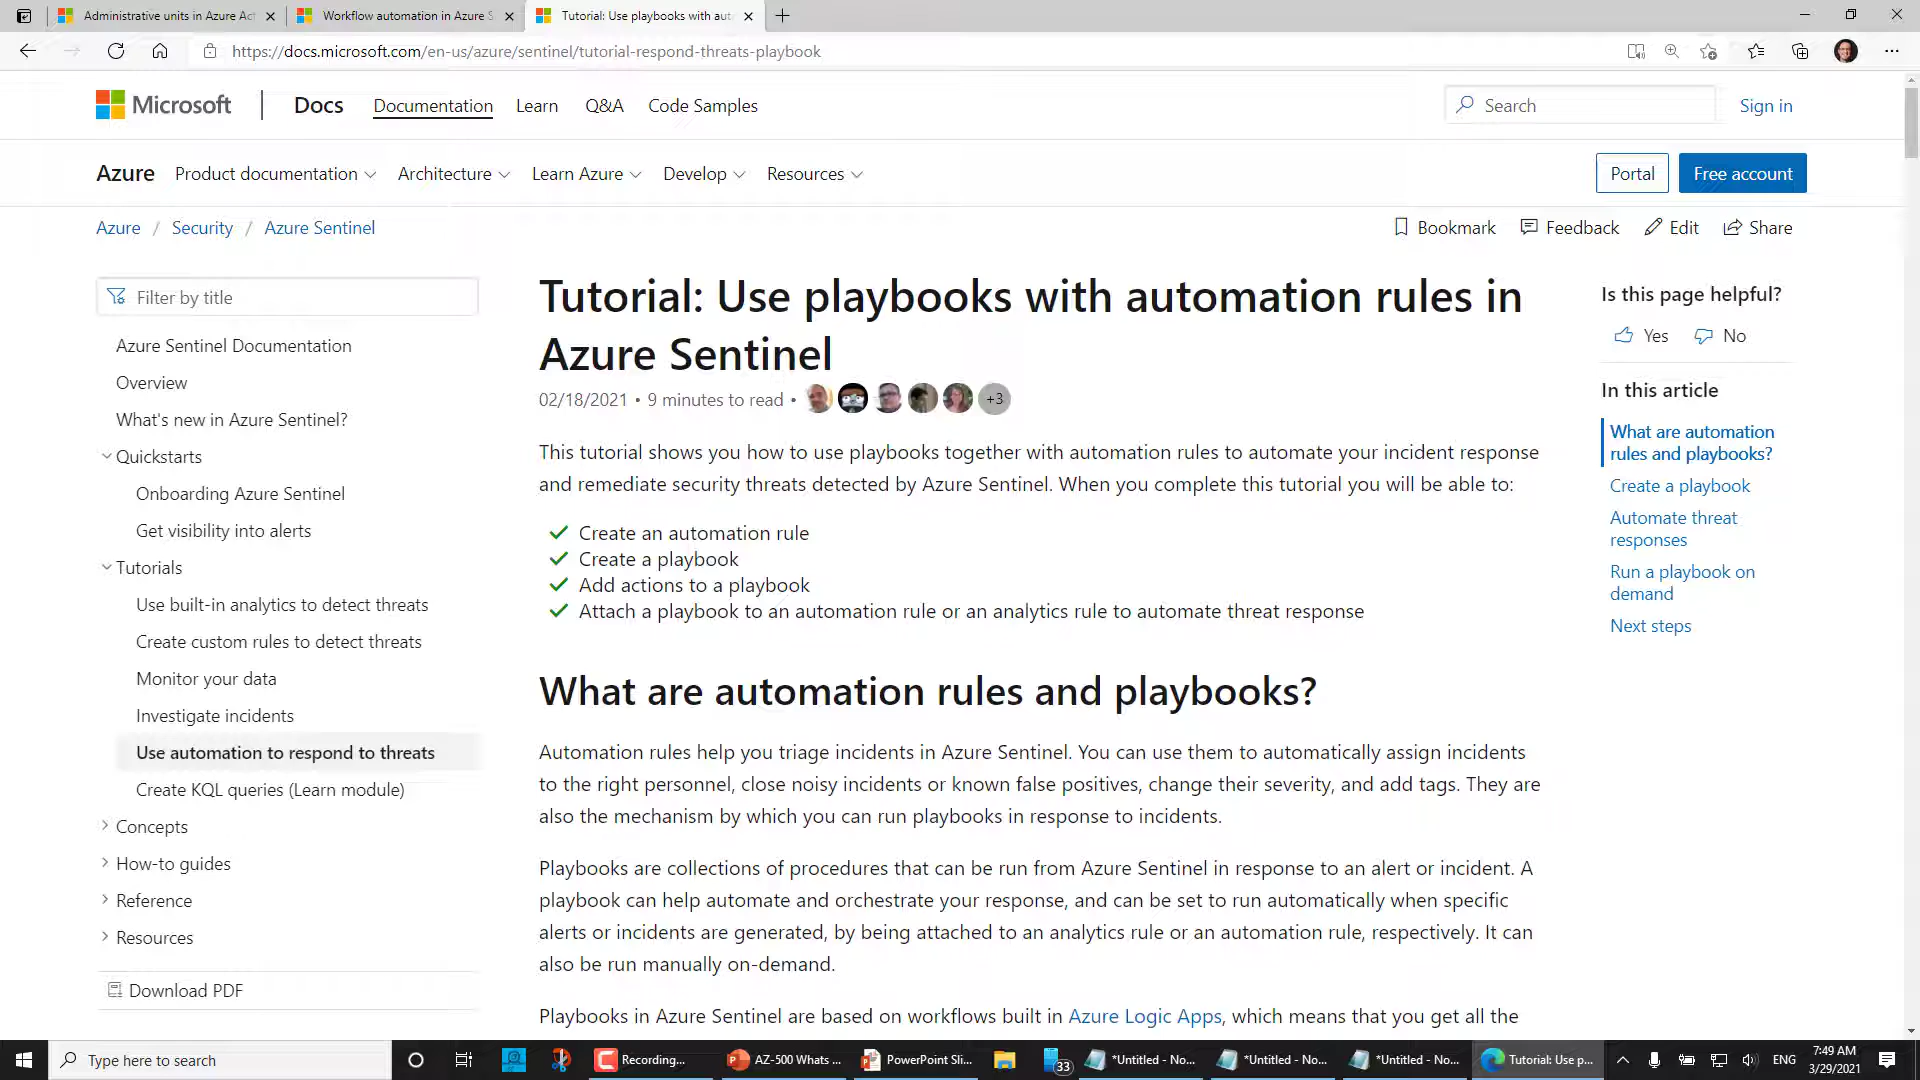 Administrative units in Azure Ac
Workflow automation in Azure S
Tutorial: Use playbooks with aut
https://docs.microsoft.com/en-us/azure/sentinel/tutorial-respond-threats-playbook
Microsoft
Docs
Documentation
Learn
Q&A
Code Samples
Search
Sign in
Azure
Product documentation
Architecture
Learn Azure
Develop
Resources
Portal
Free account
Azure / Security / Azure Sentinel
Bookmark
Feedback
Edit
Share
Filter by title
Azure Sentinel Documentation
Overview
What's new in Azure Sentinel?
Quickstarts
Onboarding Azure Sentinel
Get visibility into alerts
Tutorials
Use built-in analytics to detect threats
Create custom rules to detect threats
Monitor your data
Investigate incidents
Use automation to respond to threats
Create KQL queries (Learn module)
Concepts
How-to guides
Reference
Resources
Download PDF
Tutorial: Use playbooks with automation rules in
Azure Sentinel
02/18/2021 • 9 minutes to read •
+3
This tutorial shows you how to use playbooks together with automation rules to automate your incident response
and remediate security threats detected by Azure Sentinel. When you complete this tutorial you will be able to:
Create an automation rule
Create a playbook
Add actions to a playbook
Attach a playbook to an automation rule or an analytics rule to automate threat response
What are automation rules and playbooks?
Automation rules help you triage incidents in Azure Sentinel. You can use them to automatically assign incidents
to the right personnel, close noisy incidents or known false positives, change their severity, and add tags. They are
also the mechanism by which you can run playbooks in response to incidents.
Playbooks are collections of procedures that can be run from Azure Sentinel in response to an alert or incident. A
playbook can help automate and orchestrate your response, and can be set to run automatically when specific
alerts or incidents are generated, by being attached to an analytics rule or an automation rule, respectively. It can
also be run manually on-demand.
Playbooks in Azure Sentinel are based on workflows built in Azure Logic Apps, which means that you get all the
Is this page helpful?
Yes
No
In this article
What are automation
rules and playbooks?
Create a playbook
Automate threat
responses
Run a playbook on
demand
Next steps
Type here to search
Recording...
AZ-500 Whats ...
PowerPoint Sli...
33
*Untitled - No...
*Untitled - No...
*Untitled - No...
Tutorial: Use p...
ENG
7:49 AM
3/29/2021